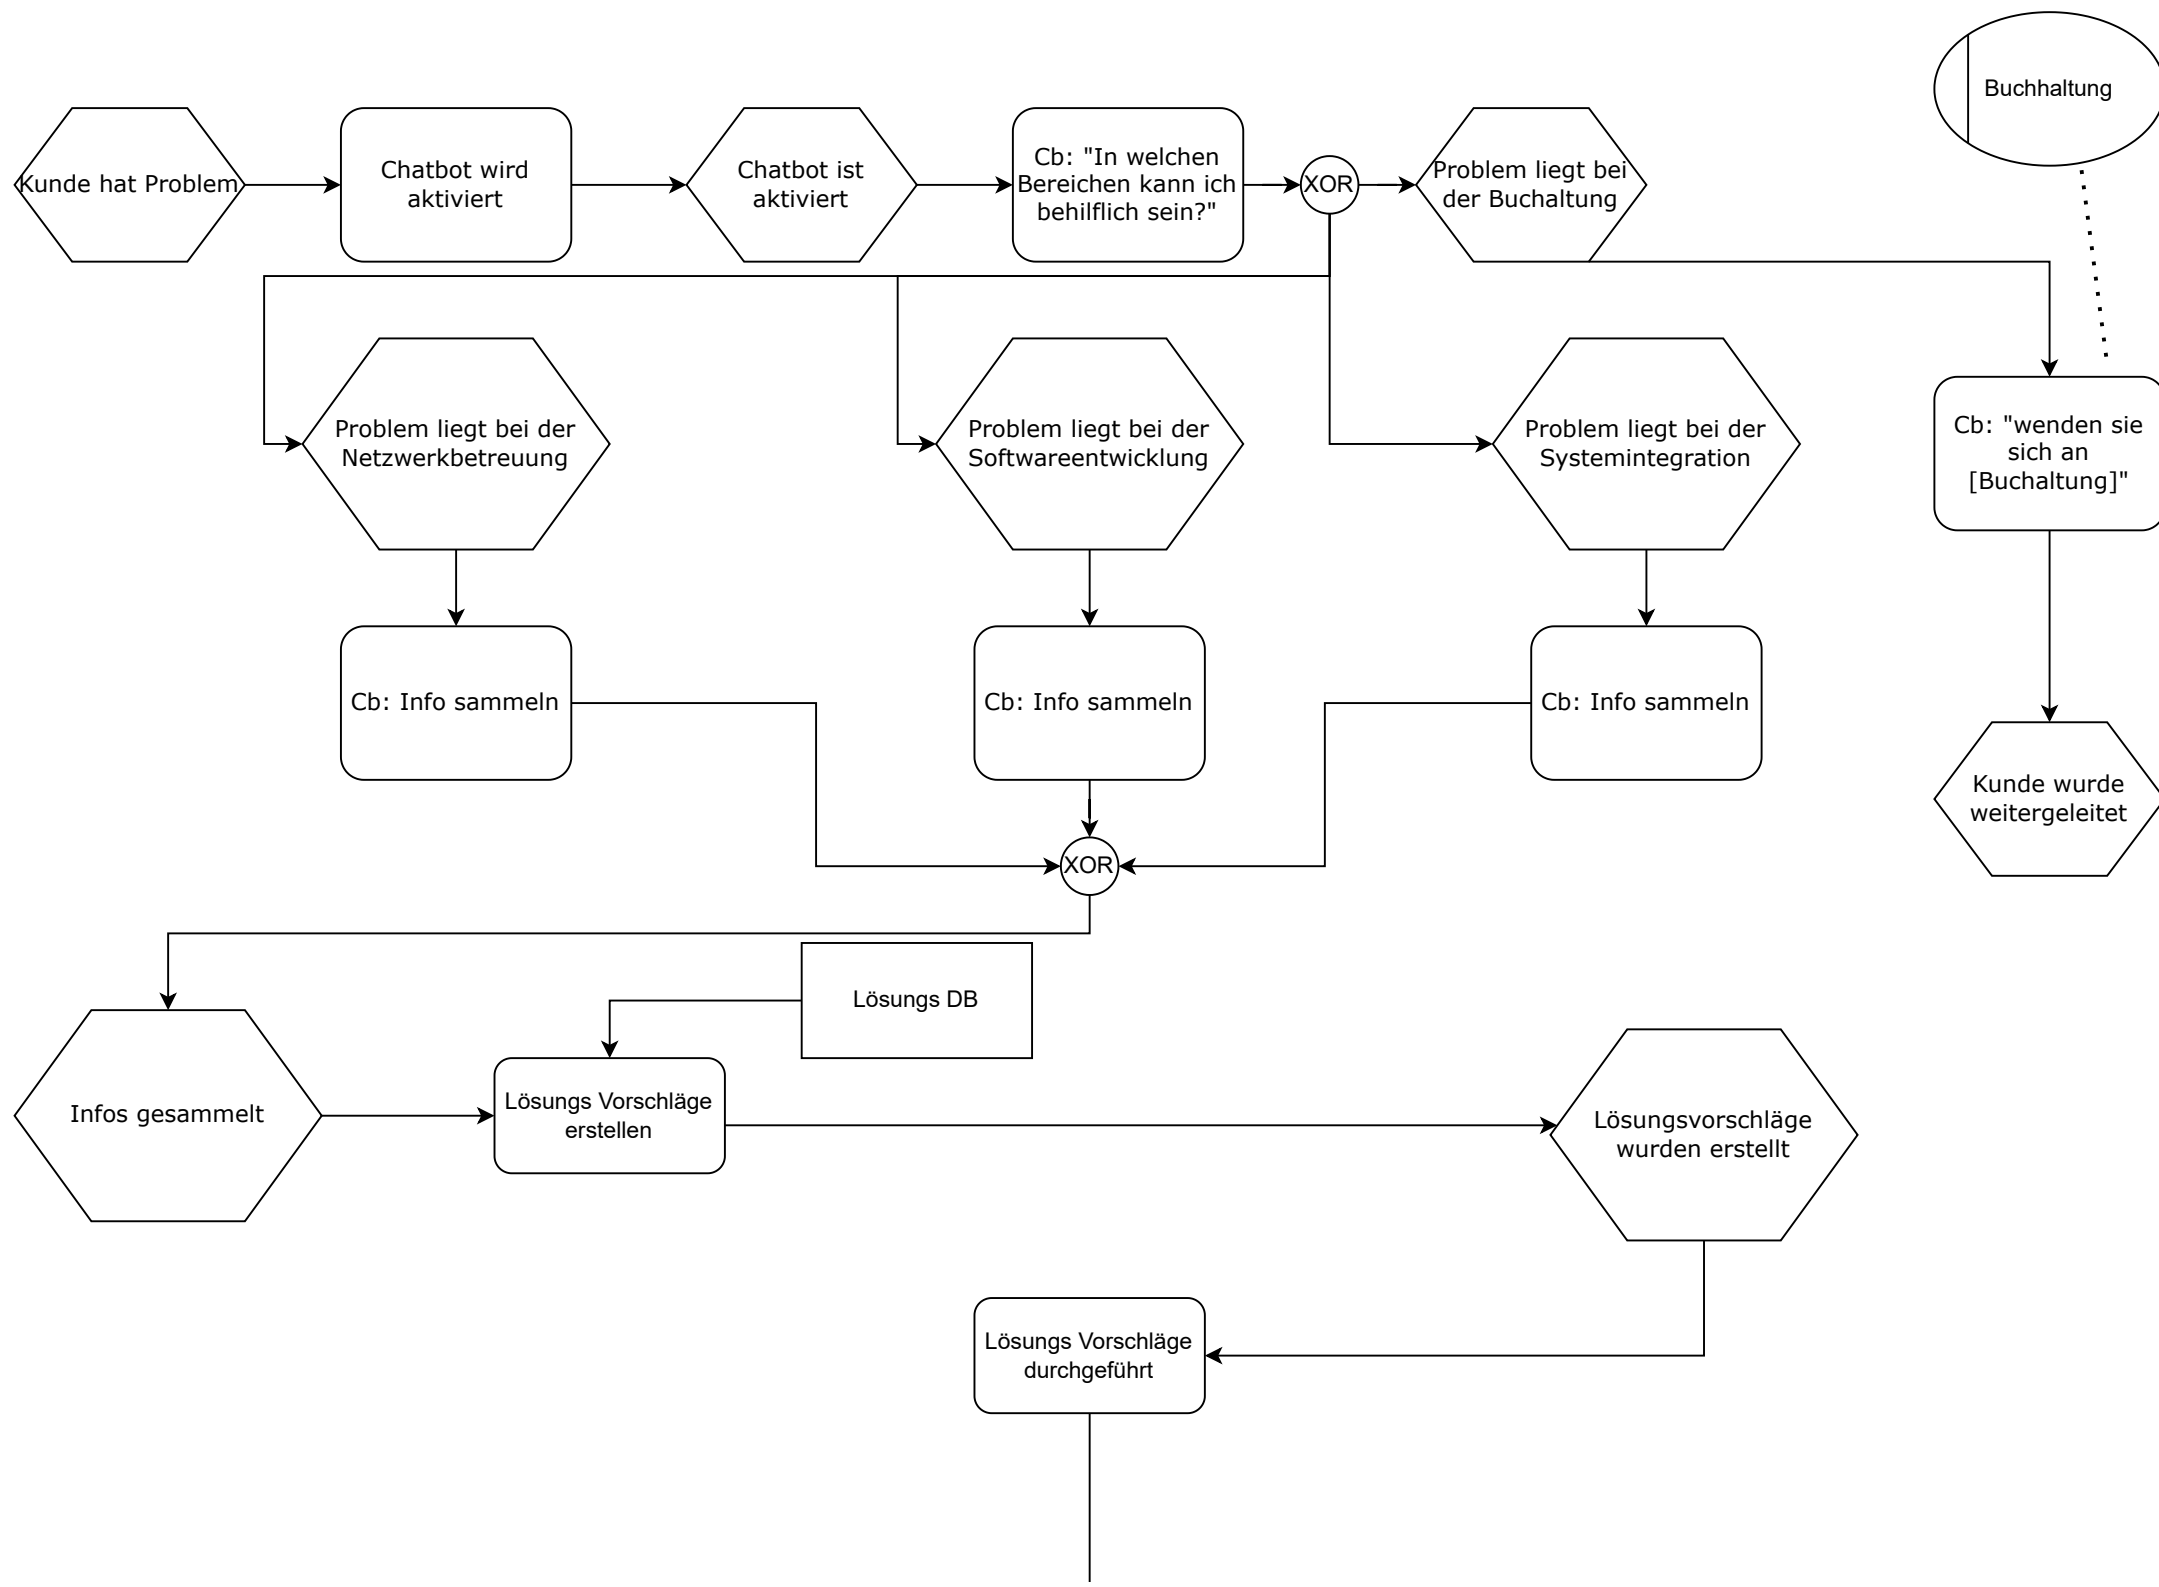 Buchhaltung
Kunde hat Problem
Chatbot wird
aktiviert
Chatbot ist
aktiviert
Cb: "In welchen
Bereichen kann ich
behilflich sein?"
XOR
Problem liegt bei
der Buchaltung
Problem liegt bei der
Netzwerkbetreuung
Problem liegt bei der
Softwareentwicklung
Problem liegt bei der
Systemintegration
Cb: "wenden sie
sich an
[Buchaltung]"
Cb: Info sammeln
Cb: Info sammeln
Cb: Info sammeln
Kunde wurde
weitergeleitet
XOR
Lösungs DB
Infos gesammelt
Lösungs Vorschläge
erstellen
Lösungsvorschläge
wurden erstellt
Lösungs Vorschläge
durchgeführt